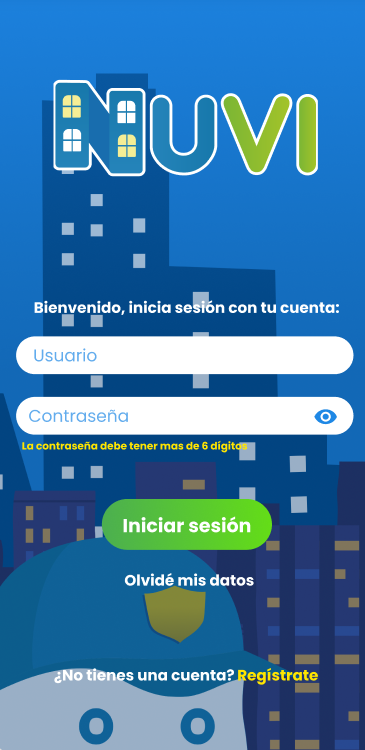 NUVI
Bienvenido, inicia sesión con tu cuenta:
Usuario
Contraseña
La contraseña debe tener mas de 6 dígitos
Iniciar sesión
Olvidé mis datos
¿No tienes una cuenta? Regístrate